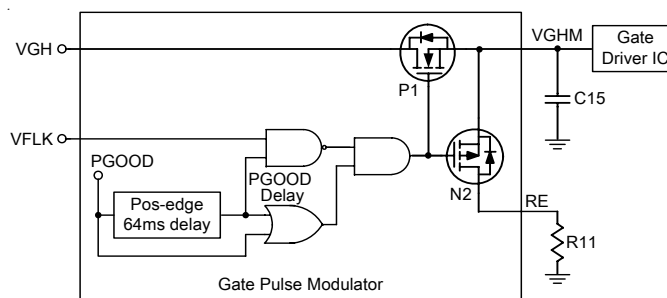 VGH
VGHM
Gate
Driver IC
P1
C15
VFLK
PGOOD
PGOOD
Delay
N2
Pos-edge
64ms delay
RE
R11
Gate Pulse Modulator